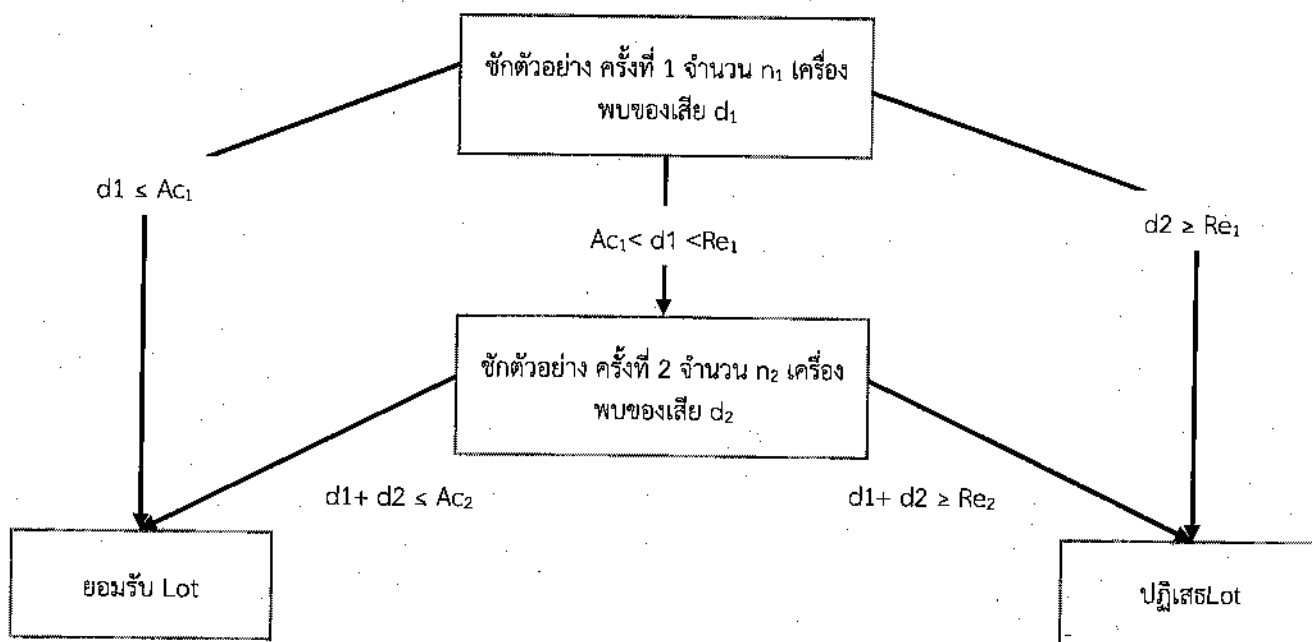 ชักตัวอย่าง ครั้งที่ 1 จำนวน n₁ เครื่อง
พบของเสีย d₁
d1 ≤ Ac₁
Ac₁< d1 <Re₁
d2 ≥ Re₁
ชักตัวอย่าง ครั้งที่ 2 จำนวน n₂ เครื่อง
พบของเสีย d₂
d1+ d2 ≤ Ac₂
d1+ d2 ≥ Re₂
ยอมรับ Lot
ปฏิเสธLot